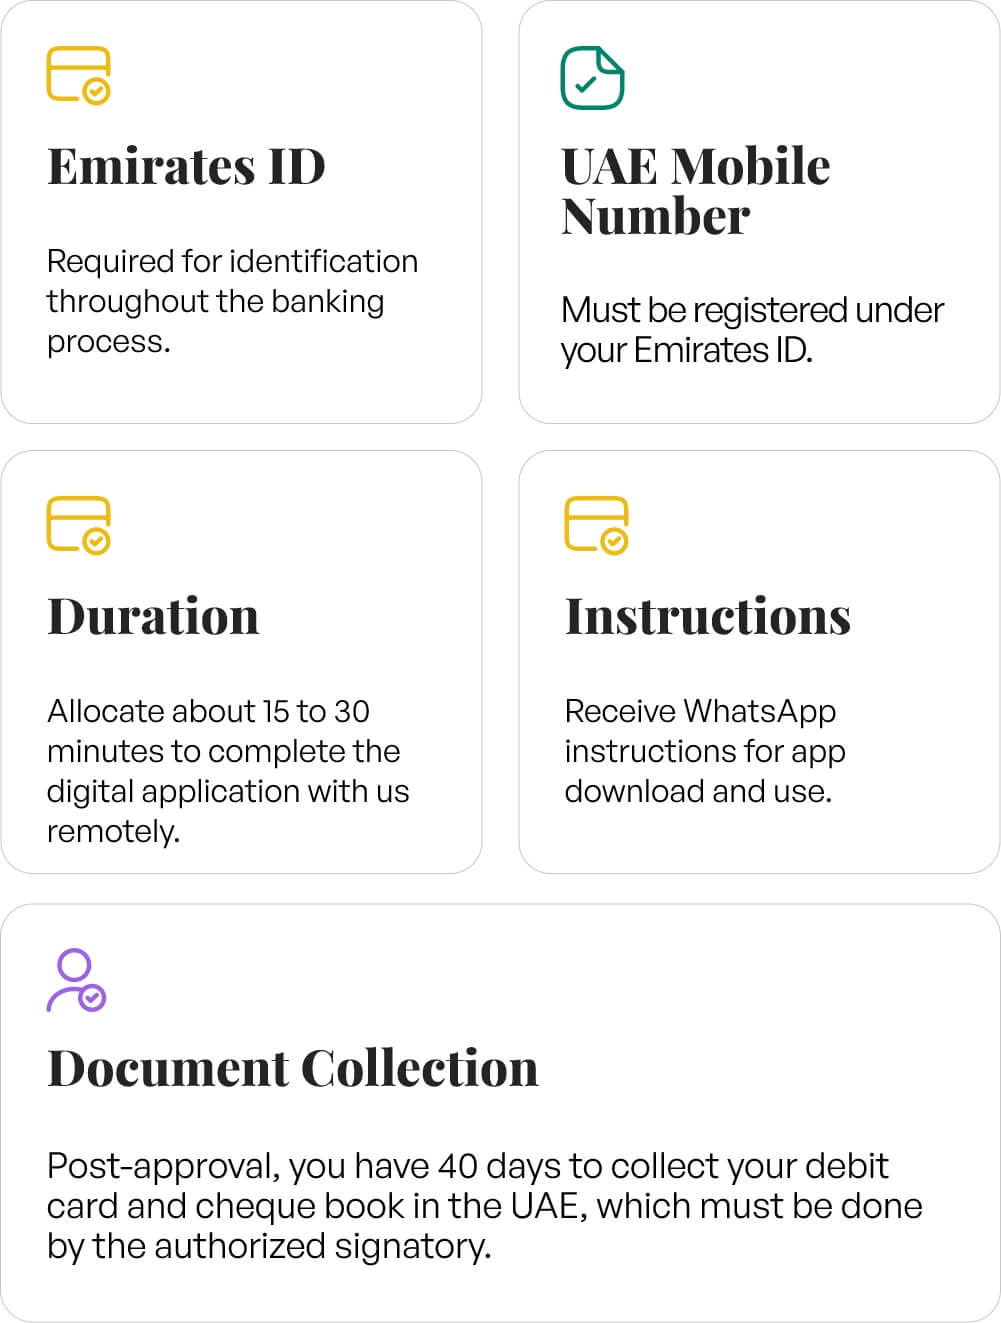 Emirates ID
Required for identification
throughout the banking
process.
UAE Mobile
Number
Must be registered under
your Emirates ID.
Duration
Allocate about 15 to 30
minutes to complete the
digital application with us
remotely.
Instructions
Receive WhatsApp
instructions for app
download and use.
Document Collection
Post-approval, you have 40 days to collect your debit
card and cheque book in the UAE, which must be done
by the authorized signatory.